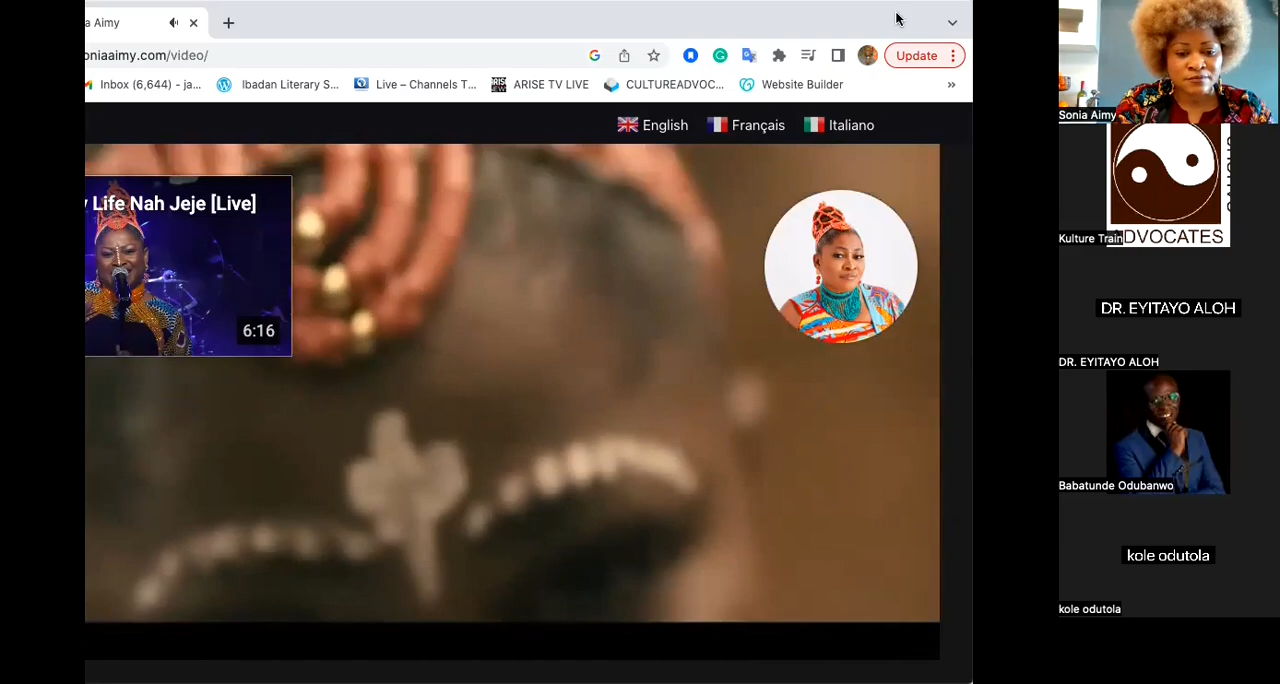 a Aimy
oniaaimy.com/video/
Update
Inbox (6,644) - ja...
Ibadan Literary S...
Live – Channels T...
ARISE TV LIVE
CULTUREADVOC...
Website Builder
»
English
Français
Italiano
Life Nah Jeje [Live]
6:16
Sonia Aimy
Kulture Train
DVOCATES
DR. EYITAYO ALOH
DR. EYITAYO ALOH
Babatunde Odubanwo
kole odutola
kole odutola